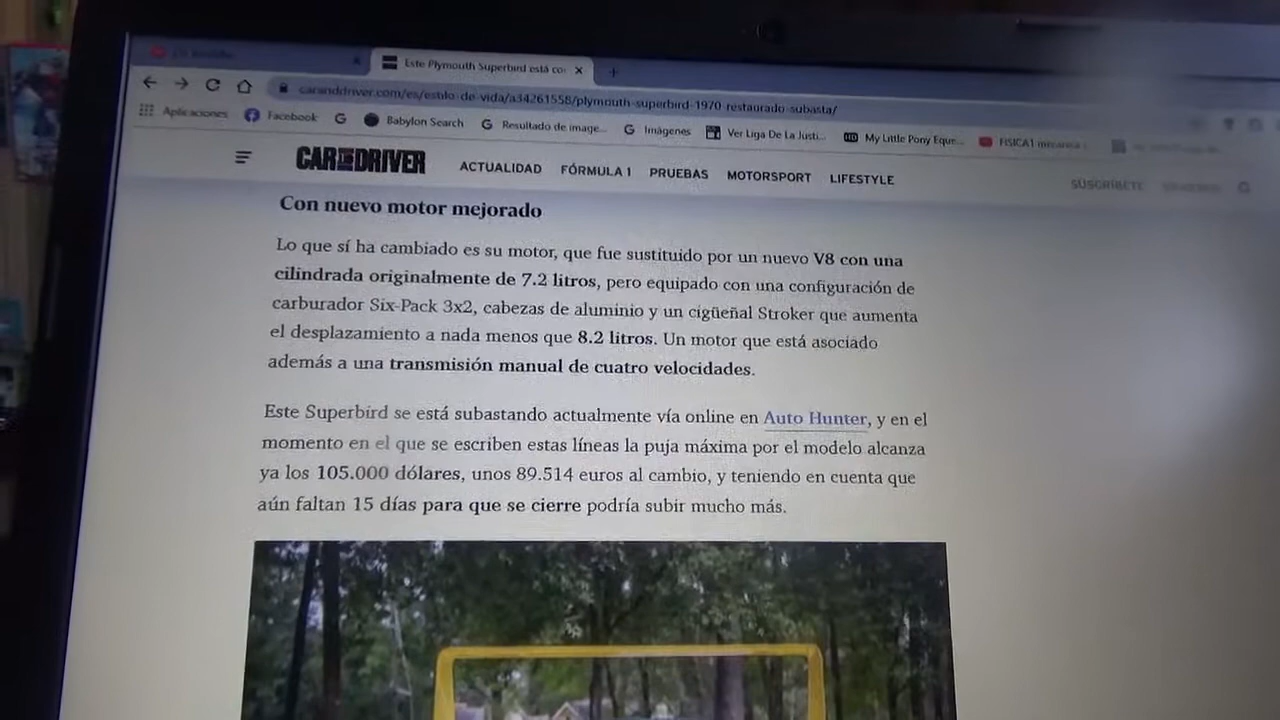 Este Plymouth Superbird está co
caranddriver.com/es/estilo-de-vida/a34261558/plymouth-superbird-1970-restaurado-subasta/
Aplicaciones Facebook Babylon Search Resultado de image... Imágenes Ver Liga De La Justi... My Little Pony Eque... FISICA1 mecanica
CAR AND DRIVER ACTUALIDAD FÓRMULA 1 PRUEBAS MOTORSPORT LIFESTYLE SUSCRÍBETE
Con nuevo motor mejorado
Lo que sí ha cambiado es su motor, que fue sustituido por un nuevo V8 con una
cilindrada originalmente de 7.2 litros, pero equipado con una configuración de
carburador Six-Pack 3x2, cabezas de aluminio y un cigüeñal Stroker que aumenta
el desplazamiento a nada menos que 8.2 litros. Un motor que está asociado
además a una transmisión manual de cuatro velocidades.
Este Superbird se está subastando actualmente vía online en Auto Hunter, y en el
momento en el que se escriben estas líneas la puja máxima por el modelo alcanza
ya los 105.000 dólares, unos 89.514 euros al cambio, y teniendo en cuenta que
aún faltan 15 días para que se cierre podría subir mucho más.